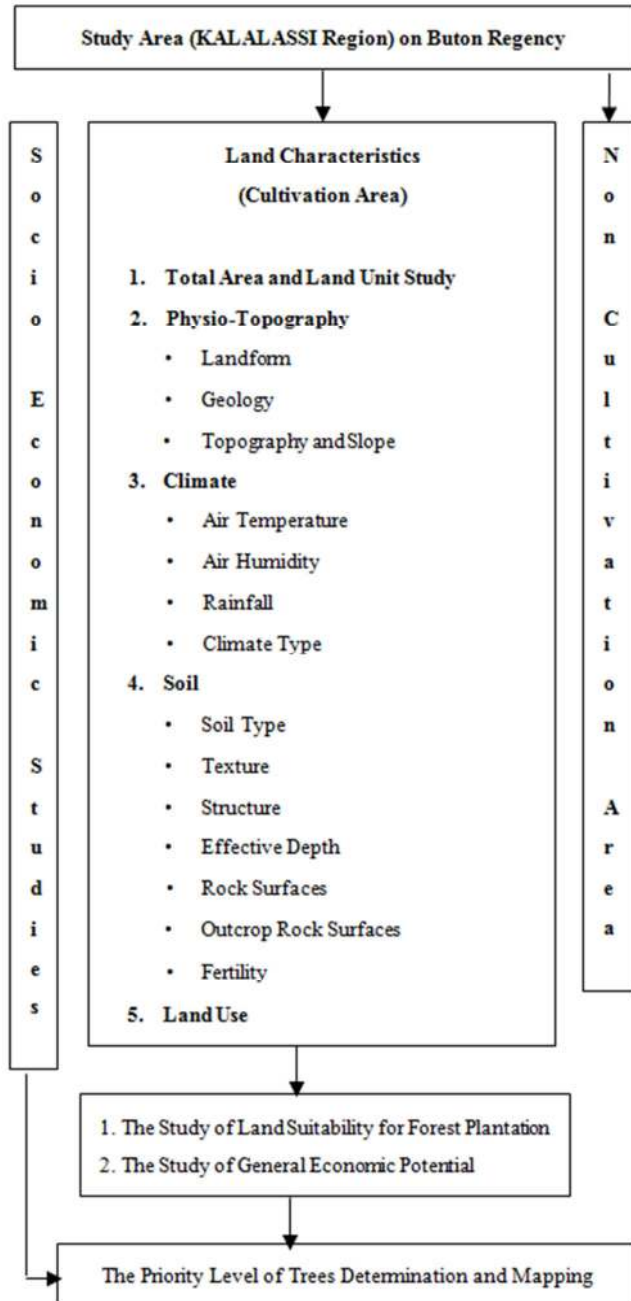 Study Area (KALALASSI Region) on Buton Regency
Socio Economic Studies
Land Characteristics
(Cultivation Area)
1. Total Area and Land Unit Study
2. Physio-Topography
• Landform
• Geology
• Topography and Slope
3. Climate
• Air Temperature
• Air Humidity
• Rainfall
• Climate Type
4. Soil
• Soil Type
• Texture
• Structure
• Effective Depth
• Rock Surfaces
• Outcrop Rock Surfaces
• Fertility
5. Land Use
Non Cultivation Area
1. The Study of Land Suitability for Forest Plantation
2. The Study of General Economic Potential
The Priority Level of Trees Determination and Mapping